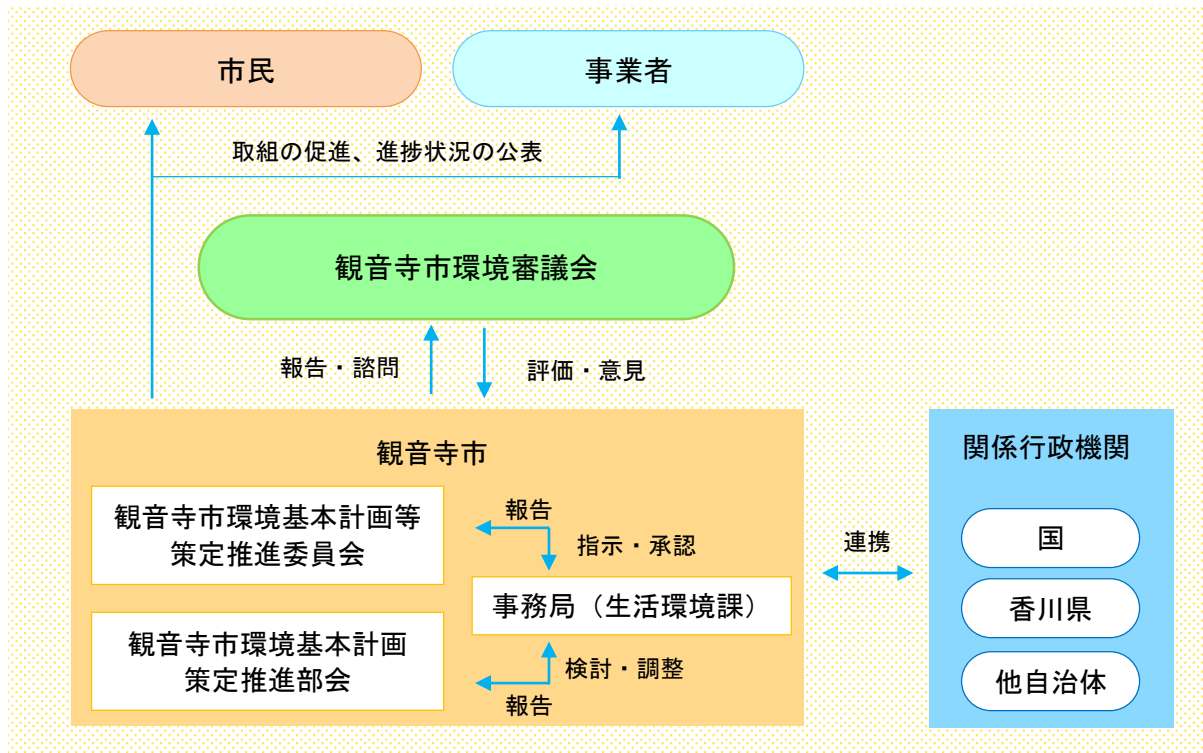 市民
事業者
取組の促進、進捗状況の公表
観音寺市環境審議会
報告・諮問
評価・意見
観音寺市
観音寺市環境基本計画等
策定推進委員会
報告
指示・承認
事務局（生活環境課）
観音寺市環境基本計画
策定推進部会
検討・調整
報告
連携
関係行政機関
国
香川県
他自治体